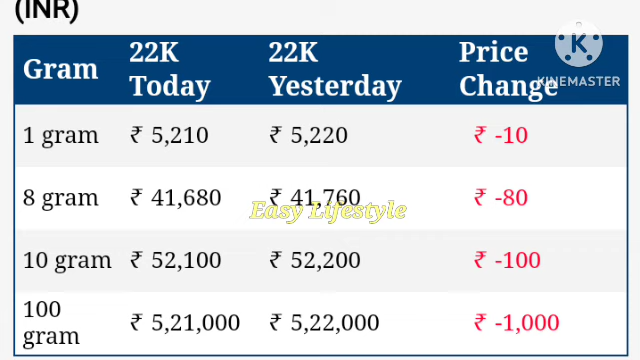 (INR)
Gram 22K Today 22K Yesterday Price Change
KINEMASTER
1 gram ₹ 5,210 ₹ 5,220 ₹ -10
8 gram ₹ 41,680 ₹ 41,760 ₹ -80
Easy Lifestyle
10 gram ₹ 52,100 ₹ 52,200 ₹ -100
100 gram ₹ 5,21,000 ₹ 5,22,000 ₹ -1,000